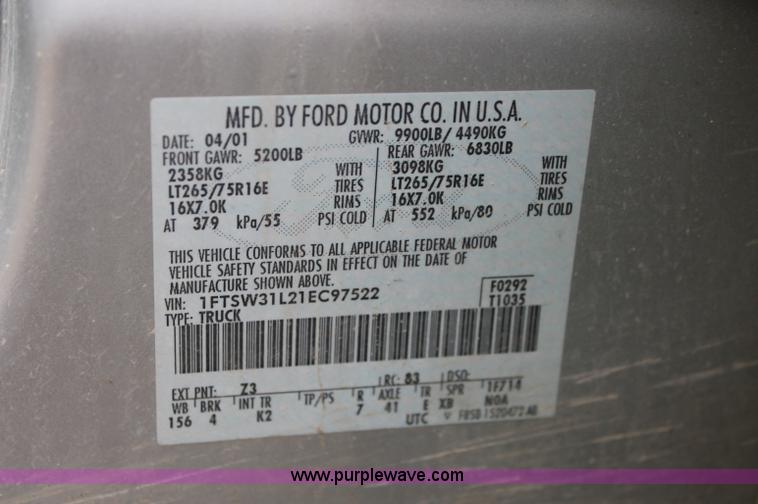 MFD. BY FORD MOTOR CO. IN U.S.A.
DATE: 04/01 GVWR: 9900LB/ 4490KG
FRONT GAWR: 5200LB REAR GAWR: 6830LB
2358KG WITH 3098KG WITH
LT265/75R16E TIRES LT265/75R16E TIRES
16X7.0K RIMS 16X7.0K RIMS
AT 379 kPa/55 PSI COLD AT 552 kPa/80 PSI COLD
THIS VEHICLE CONFORMS TO ALL APPLICABLE FEDERAL MOTOR
VEHICLE SAFETY STANDARDS IN EFFECT ON THE DATE OF
MANUFACTURE SHOWN ABOVE.
VIN: 1FTSW31L21EC97522 F0292
TYPE: TRUCK T1035
EXT PNT: Z3 RC: 83 DSO:
WB BRK INT TR TP/PS R AXLE TR SPR 1F714
156 4 K2 7 41 E XB N0A
UTC F85B 1520472 AB
www.purplewave.com